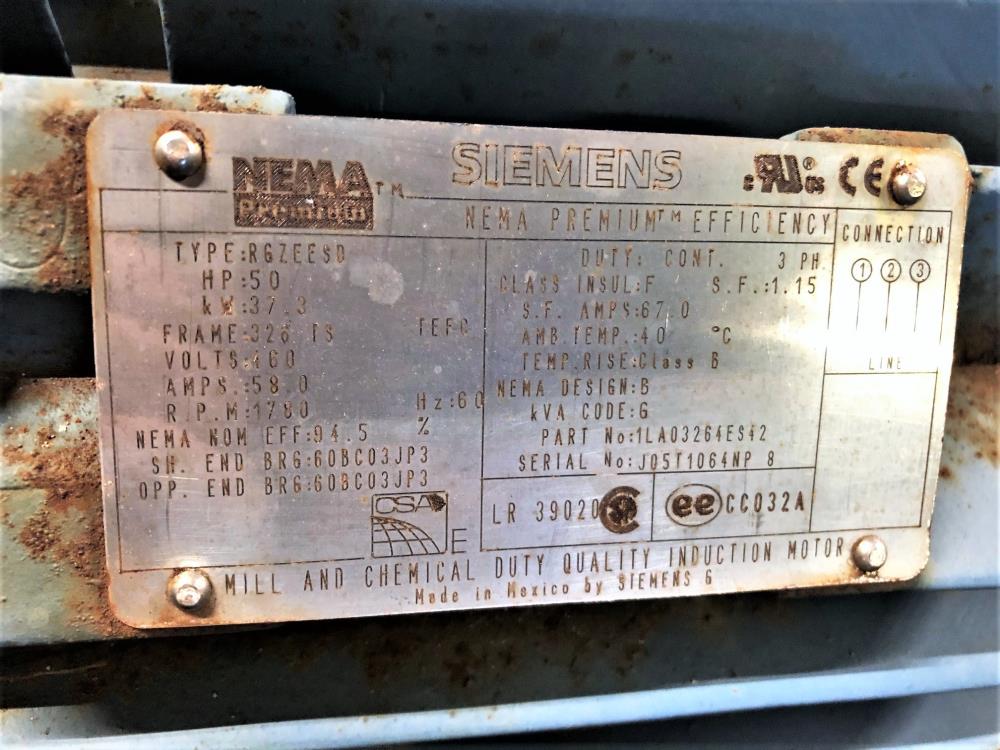 NEMA Premium TM
SIEMENS
c UR ® us CE
NEMA PREMIUM™ EFFICIENCY
TYPE:RGZEESD
HP:50
kW:37.3
FRAME:326 TS TEFC
VOLTS:460
AMPS.:58.0
R.P.M:1780 Hz:60
NEMA NOM EFF:94.5 %
SH. END BRG:60BC03JP3
OPP. END BRG:60BC03JP3
DUTY: CONT. 3 PH
CLASS INSUL:F S.F.:1.15
S.F. AMPS:67.0
AMB.TEMP.:40 °C
TEMP.RISE:Class B
NEMA DESIGN:B
kVA CODE:G
PART No:1LA03264ES42
SERIAL No:J05T1064NP 8
CONNECTION
1 2 3
LINE
CSA E
LR 39020 SP
ee CC032A
MILL AND CHEMICAL DUTY QUALITY INDUCTION MOTOR
Made in Mexico by SIEMENS G